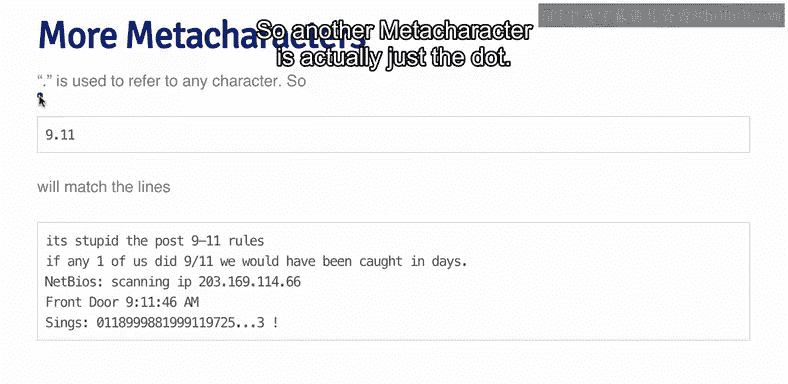 More Metacharacters
So another Metacharacter
is actually just the dot.
“.” is used to refer to any character. So
9.11
will match the lines
its stupid the post 9–11 rules
if any 1 of us did 9/11 we would have been caught in days.
NetBios: scanning ip 203.169.114.66
Front Door 9:11:46 AM
Sings: 0118999881999119725...3 !